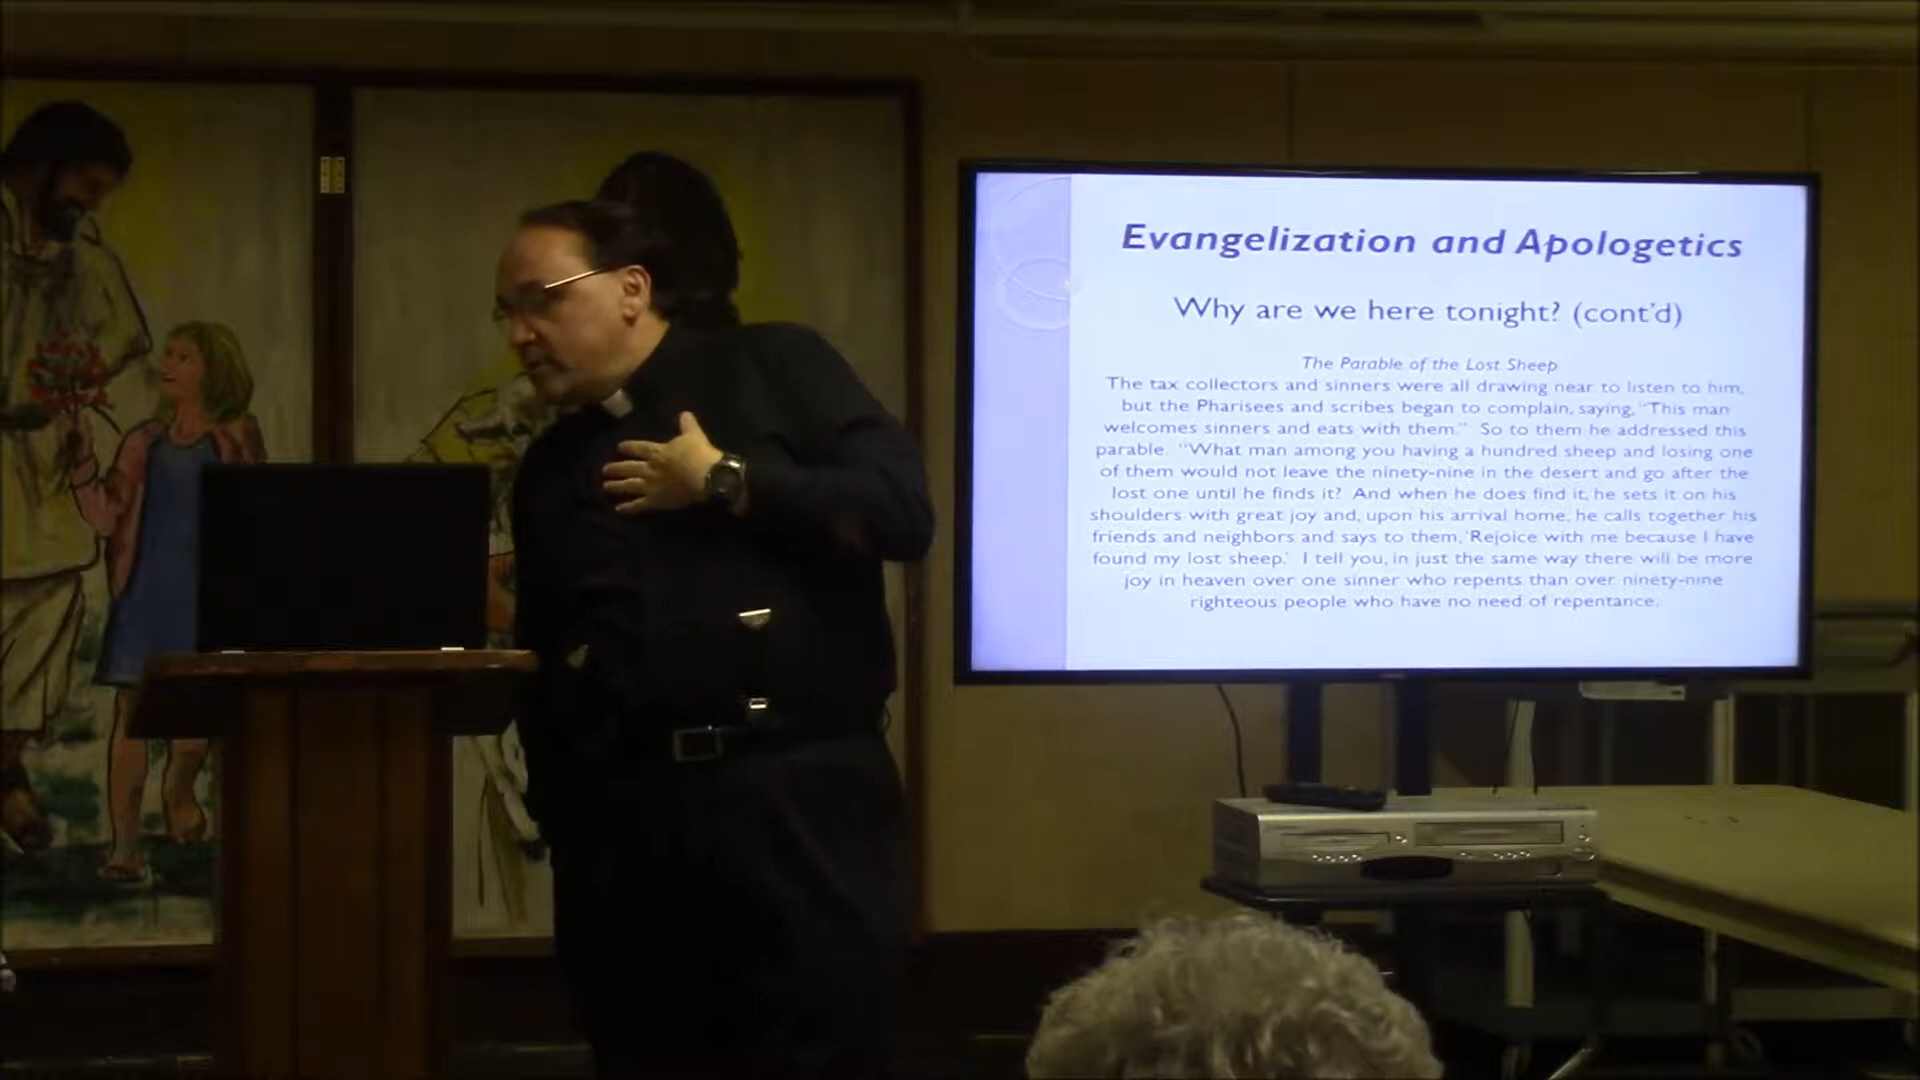 Evangelization and Apologetics
Why are we here tonight? (cont'd)
The Parable of the Lost Sheep
The tax collectors and sinners were all drawing near to listen to him,
but the Pharisees and scribes began to complain, saying, "This man
welcomes sinners and eats with them." So to them he addressed this
parable. "What man among you having a hundred sheep and losing one
of them would not leave the ninety-nine in the desert and go after the
lost one until he finds it? And when he does find it, he sets it on his
shoulders with great joy and, upon his arrival home, he calls together his
friends and neighbors and says to them, 'Rejoice with me because I have
found my lost sheep.' I tell you, in just the same way there will be more
joy in heaven over one sinner who repents than over ninety-nine
righteous people who have no need of repentance.